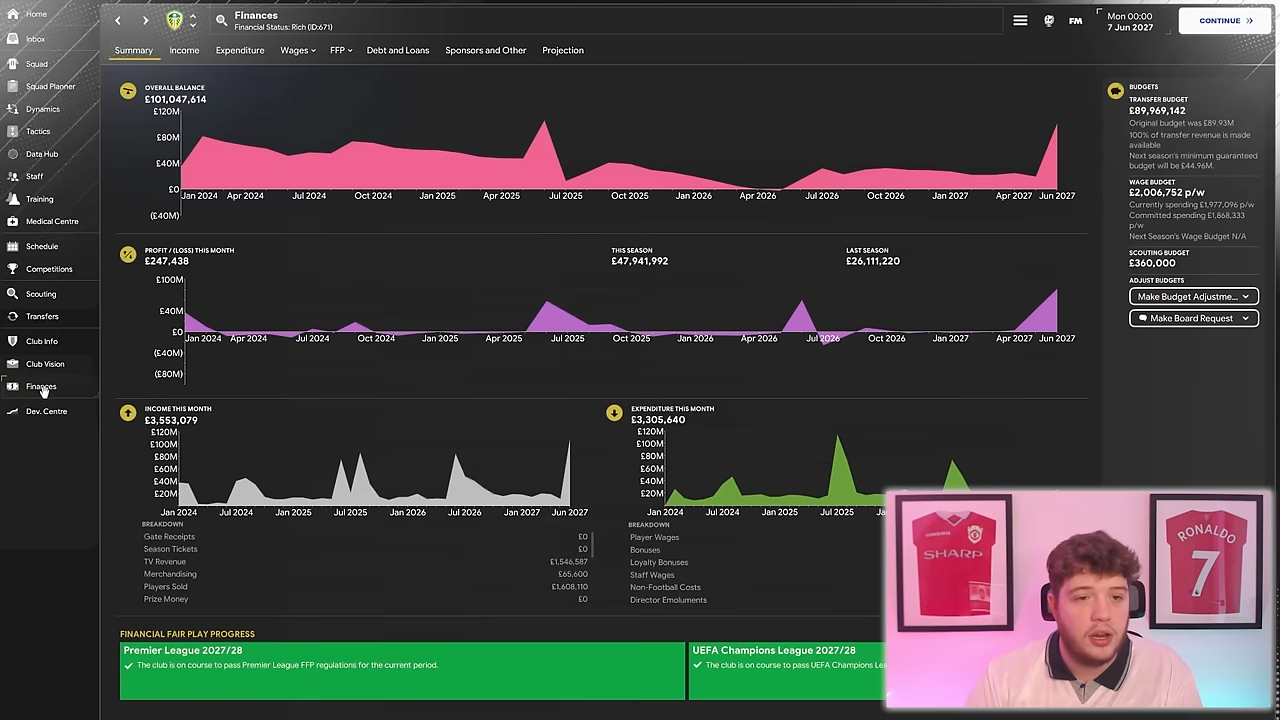 Home
Inbox
Squad
Squad Planner
Dynamics
Tactics
Data Hub
Staff
Training
Medical Centre
Schedule
Competitions
Scouting
Transfers
Club Info
Club Vision
Finances
Dev. Centre
Finances
Financial Status: Rich (ID:671)
FM
Mon 00:00
7 Jun 2027
CONTINUE
Summary Income Expenditure Wages FFP Debt and Loans Sponsors and Other Projection
OVERALL BALANCE
£101,047,614
£120M
£80M
£40M
£0
Jan 2024 Apr 2024 Jul 2024 Oct 2024 Jan 2025 Apr 2025 Jul 2025 Oct 2025 Jan 2026 Apr 2026 Jul 2026 Oct 2026 Jan 2027 Apr 2027 Jun 2027
(£40M)
PROFIT / (LOSS) THIS MONTH
£247,438
THIS SEASON
£47,941,992
LAST SEASON
£26,111,220
£100M
£40M
£0
Jan 2024 Apr 2024 Jul 2024 Oct 2024 Jan 2025 Apr 2025 Jul 2025 Oct 2025 Jan 2026 Apr 2026 Jul 2026 Oct 2026 Jan 2027 Apr 2027 Jun 2027
(£40M)
(£80M)
INCOME THIS MONTH
£3,553,079
£120M
£100M
£80M
£60M
£40M
£20M
Jan 2024 Jul 2024 Jan 2025 Jul 2025 Jan 2026 Jul 2026 Jan 2027 Jun 2027
BREAKDOWN
Gate Receipts £0
Season Tickets £0
TV Revenue £1,546,587
Merchandising £65,600
Players Sold £1,608,110
Prize Money £0
EXPENDITURE THIS MONTH
£3,305,640
£120M
£100M
£80M
£60M
£40M
£20M
Jan 2024 Jul 2024 Jan 2025 Jul 2025
BREAKDOWN
Player Wages
Bonuses
Loyalty Bonuses
Staff Wages
Non-Football Costs
Director Emoluments
FINANCIAL FAIR PLAY PROGRESS
Premier League 2027/28
The club is on course to pass Premier League FFP regulations for the current period.
UEFA Champions League 2027/28
The club is on course to pass UEFA Champions Lea
BUDGETS
TRANSFER BUDGET
£89,969,142
Original budget was £89.93M
100% of transfer revenue is made
available
Next season's minimum guaranteed
budget will be £44.96M.
WAGE BUDGET
£2,006,752 p/w
Currently spending £1,977,096 p/w
Committed spending £1,868,333
p/w
Next Season's Wage Budget N/A
SCOUTING BUDGET
£360,000
ADJUST BUDGETS
Make Budget Adjustme...
Make Board Request
SHARP
RONALDO
7